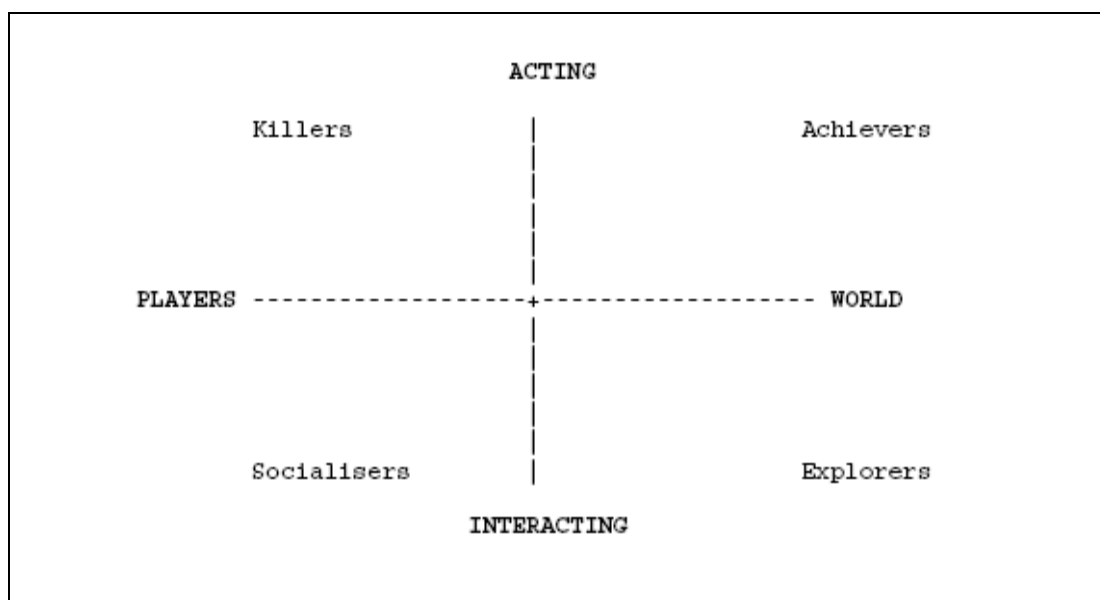 ACTING
Killers Achievers
PLAYERS WORLD
Socialisers Explorers
INTERACTING